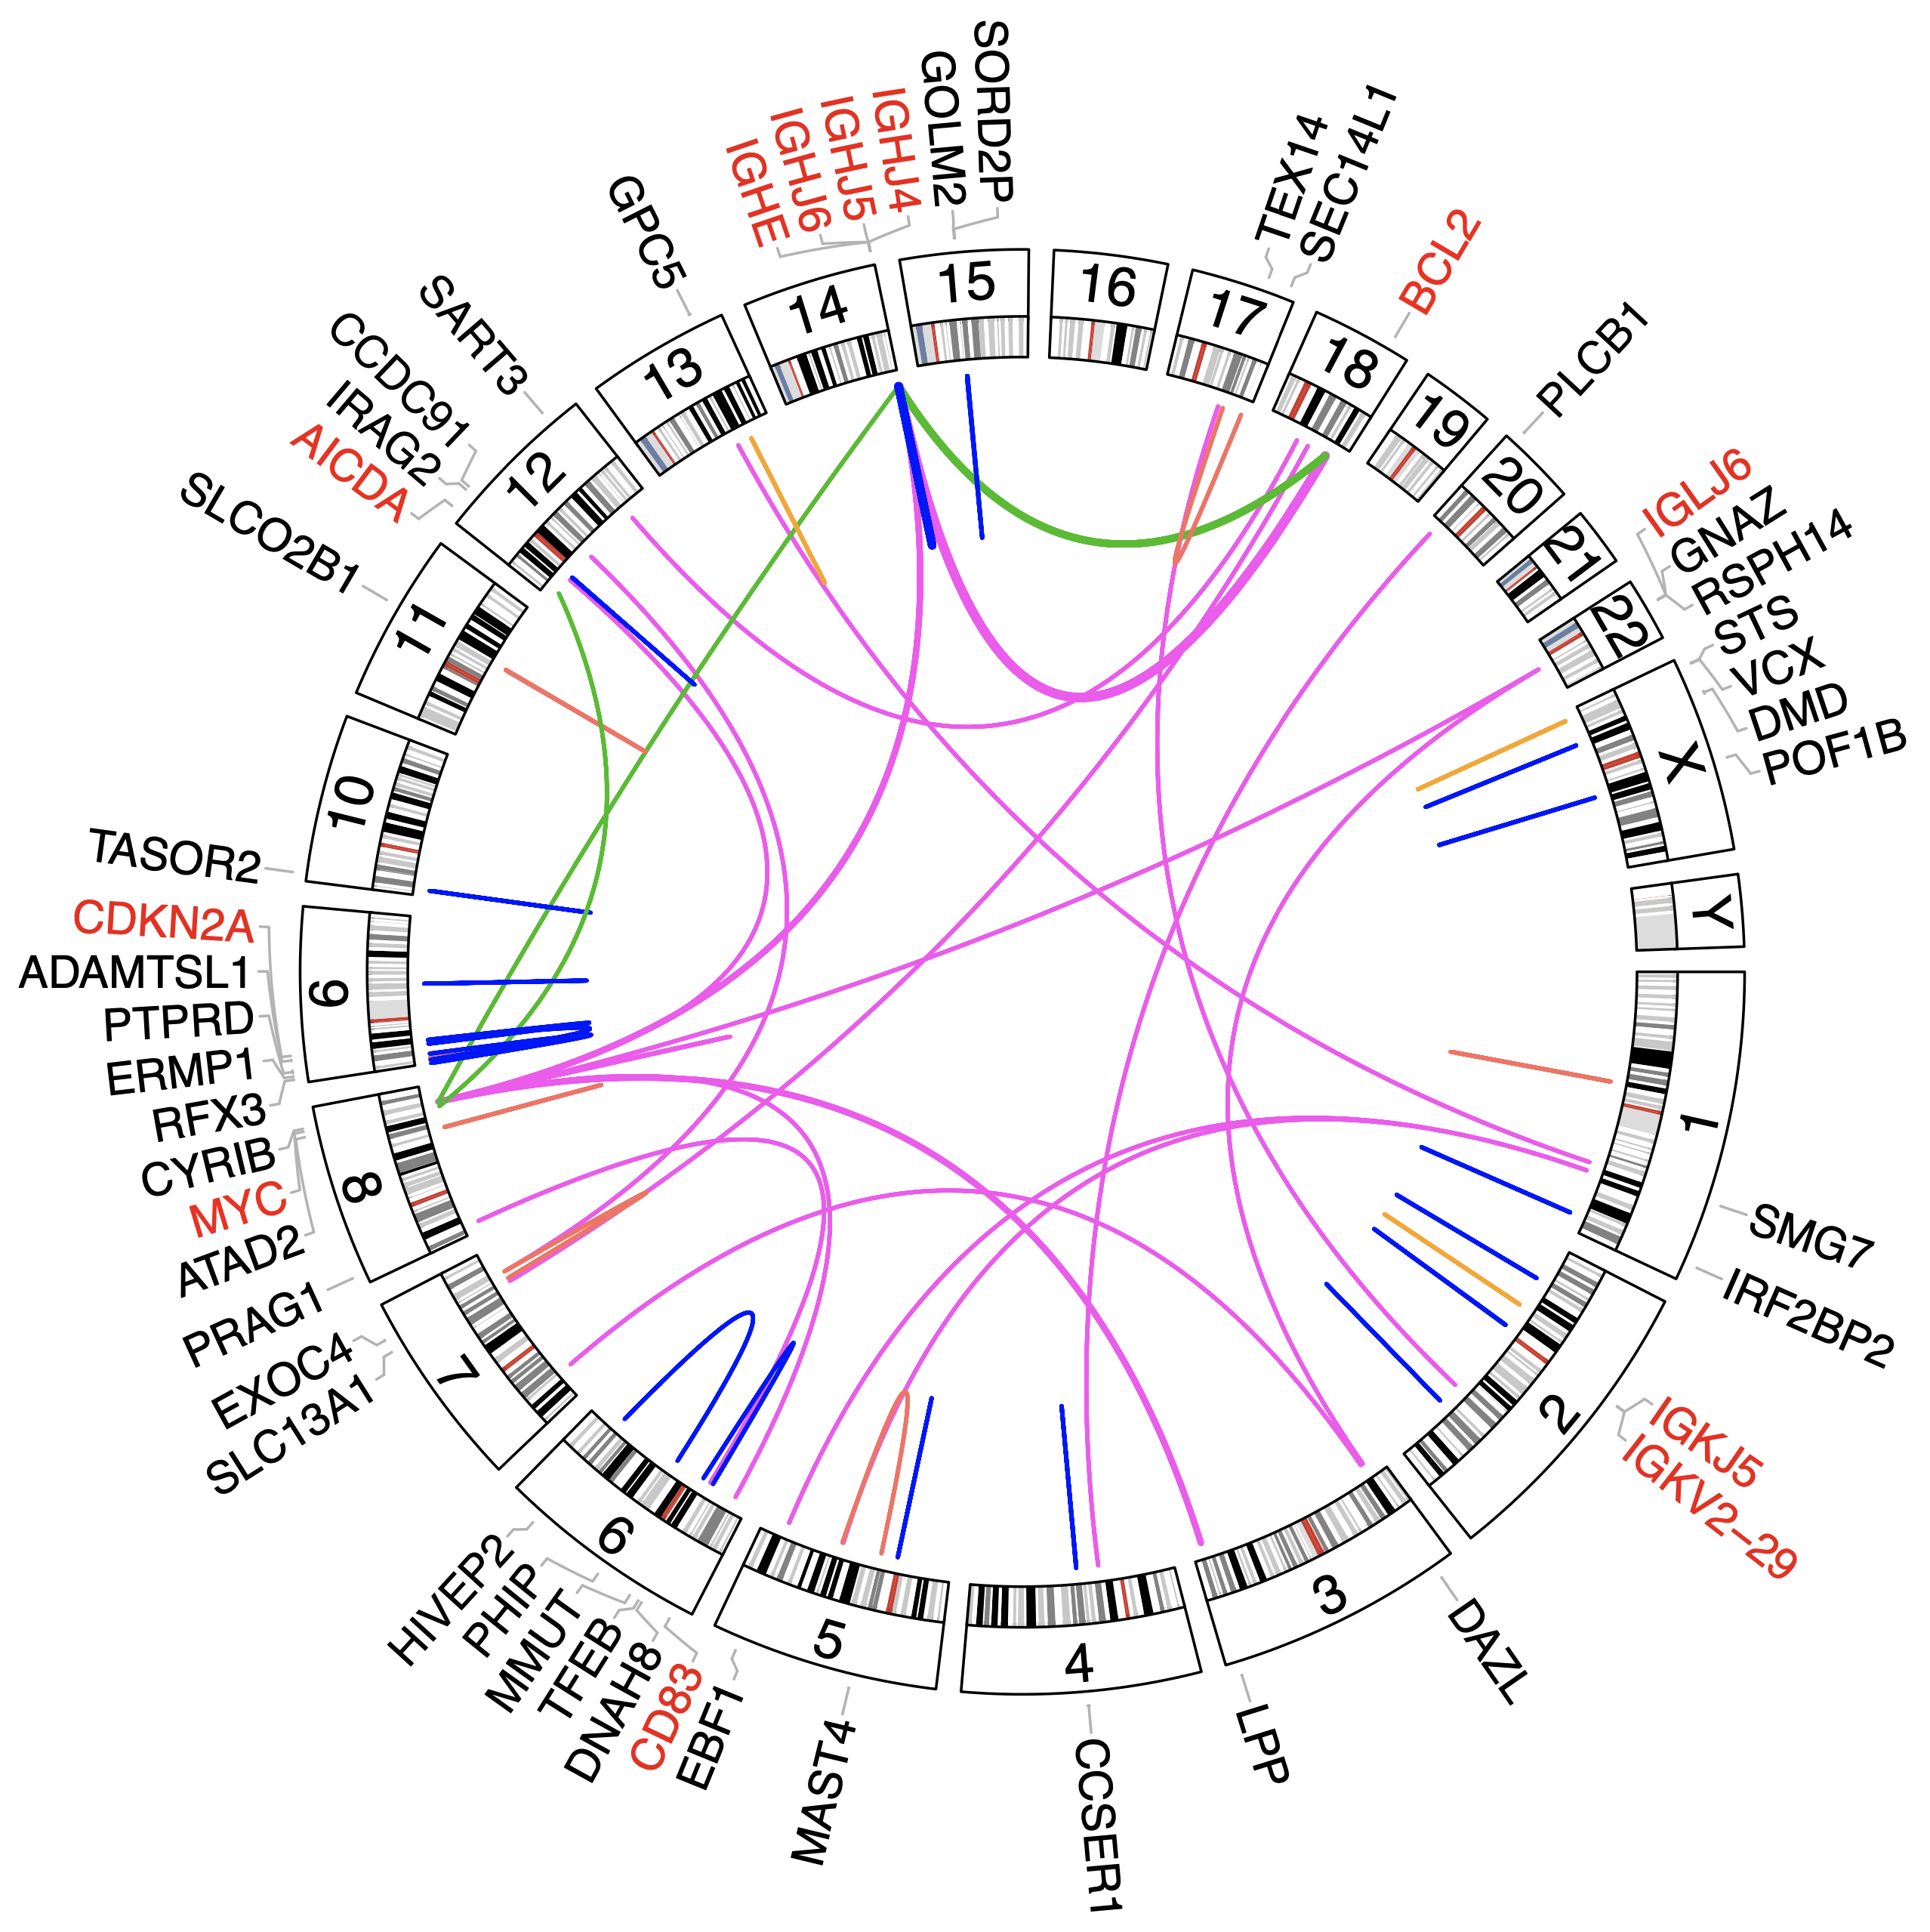 SORD2P
GOLM2
IGHJ4
IGHJ5
IGHJ6
IGHE
GPC5
SART3
CCDC91
IRAG2
AICDA
SLCO2B1
TASOR2
CDKN2A
ADAMTSL1
PTPRD
ERMP1
RFX3
CYRIB
MYC
ATAD2
PRAG1
EXOC4
SLC13A1
HIVEP2
PHIP
MMUT
TFEB
DNAH8
CD83
EBF1
MAST4
CCSER1
LPP
DAZL
IGKV2-29
IGKJ5
IRF2BP2
SMG7
POF1B
DMD
VCX
STS
RSPH14
GNAZ
IGLJ6
PLCB1
BCL2
SEC14L1
TEX14
1
2
3
4
5
6
7
8
9
10
11
12
13
14
15
16
17
18
19
20
21
22
X
Y